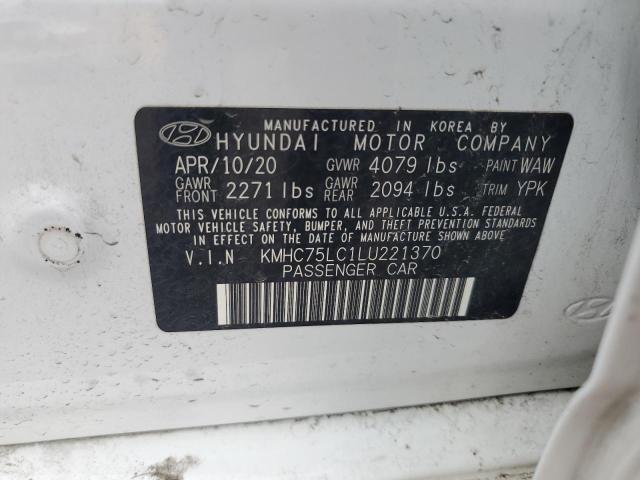 MANUFACTURED IN KOREA BY
HYUNDAI MOTOR COMPANY
APR/10/20 GVWR 4079 lbs PAINT WAW
GAWR FRONT 2271 lbs GAWR REAR 2094 lbs TRIM YPK
THIS VEHICLE CONFORMS TO ALL APPLICABLE U.S.A. FEDERAL
MOTOR VEHICLE SAFETY, BUMPER, AND THEFT PREVENTION STANDARDS
IN EFFECT ON THE DATE OF MANUFACTURE SHOWN ABOVE.
V.I.N KMHC75LC1LU221370
PASSENGER CAR